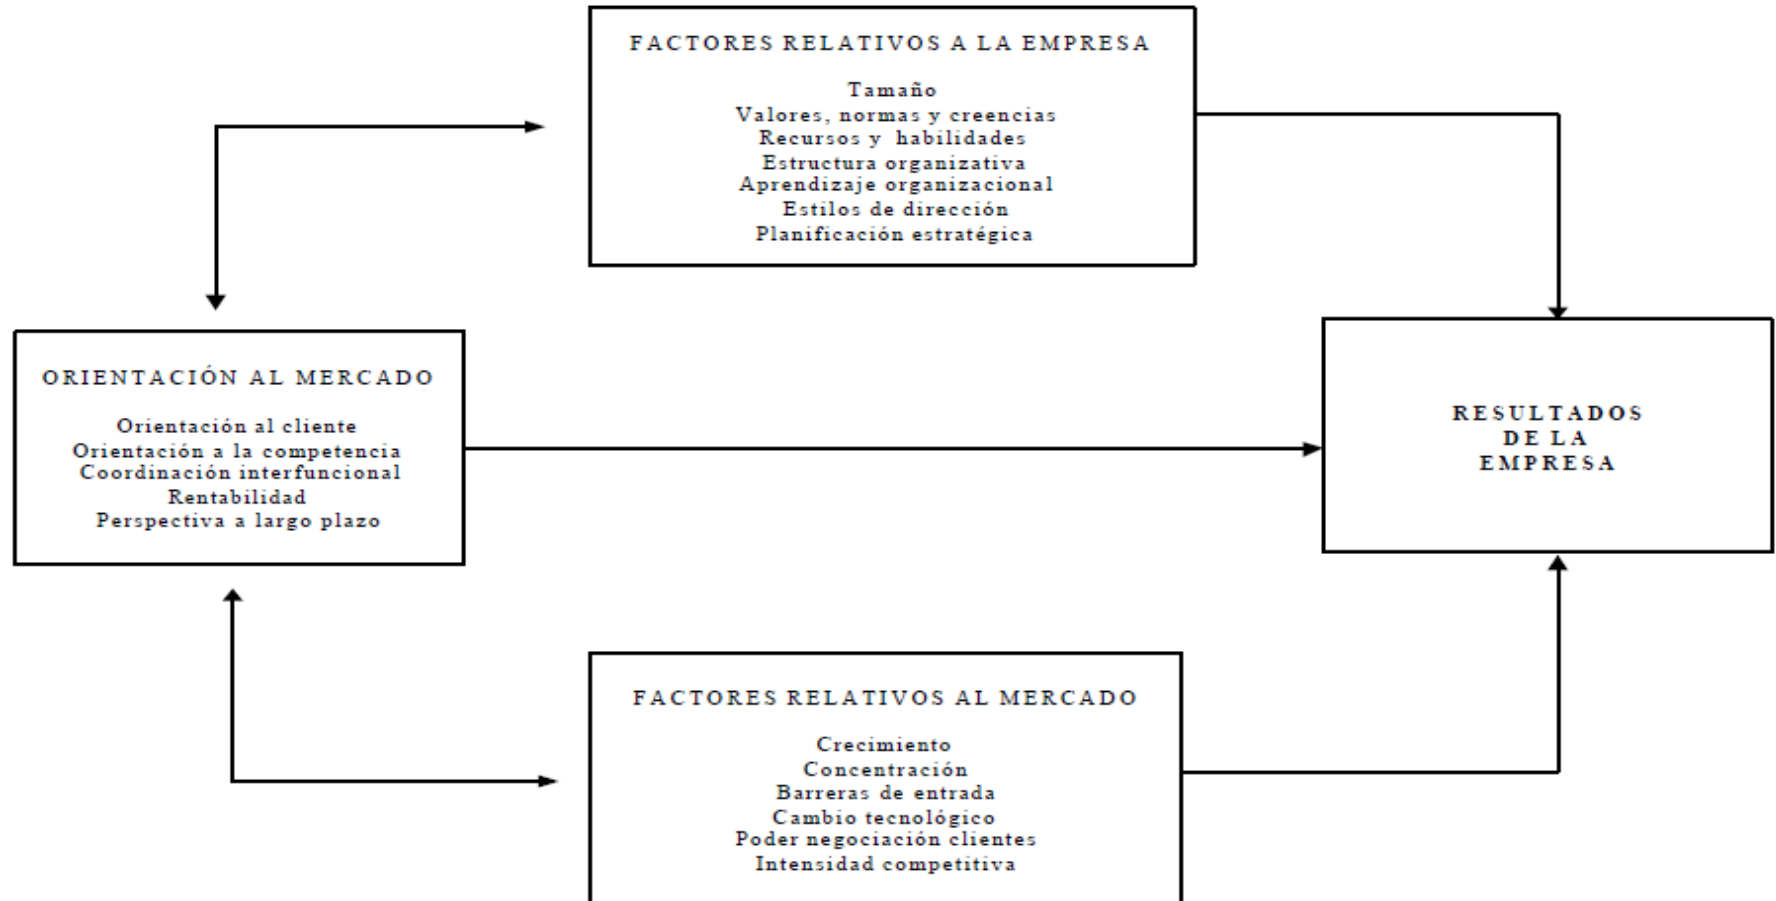 FACTORES RELATIVOS A LA EMPRESA
Tamaño
Valores, normas y creencias
Recursos y habilidades
Estructura organizativa
Aprendizaje organizacional
Estilos de dirección
Planificación estratégica
ORIENTACIÓN AL MERCADO
Orientación al cliente
Orientación a la competencia
Coordinación interfuncional
Rentabilidad
Perspectiva a largo plazo
RESULTADOS
DE LA
EMPRESA
FACTORES RELATIVOS AL MERCADO
Crecimiento
Concentración
Barreras de entrada
Cambio tecnológico
Poder negociación clientes
Intensidad competitiva